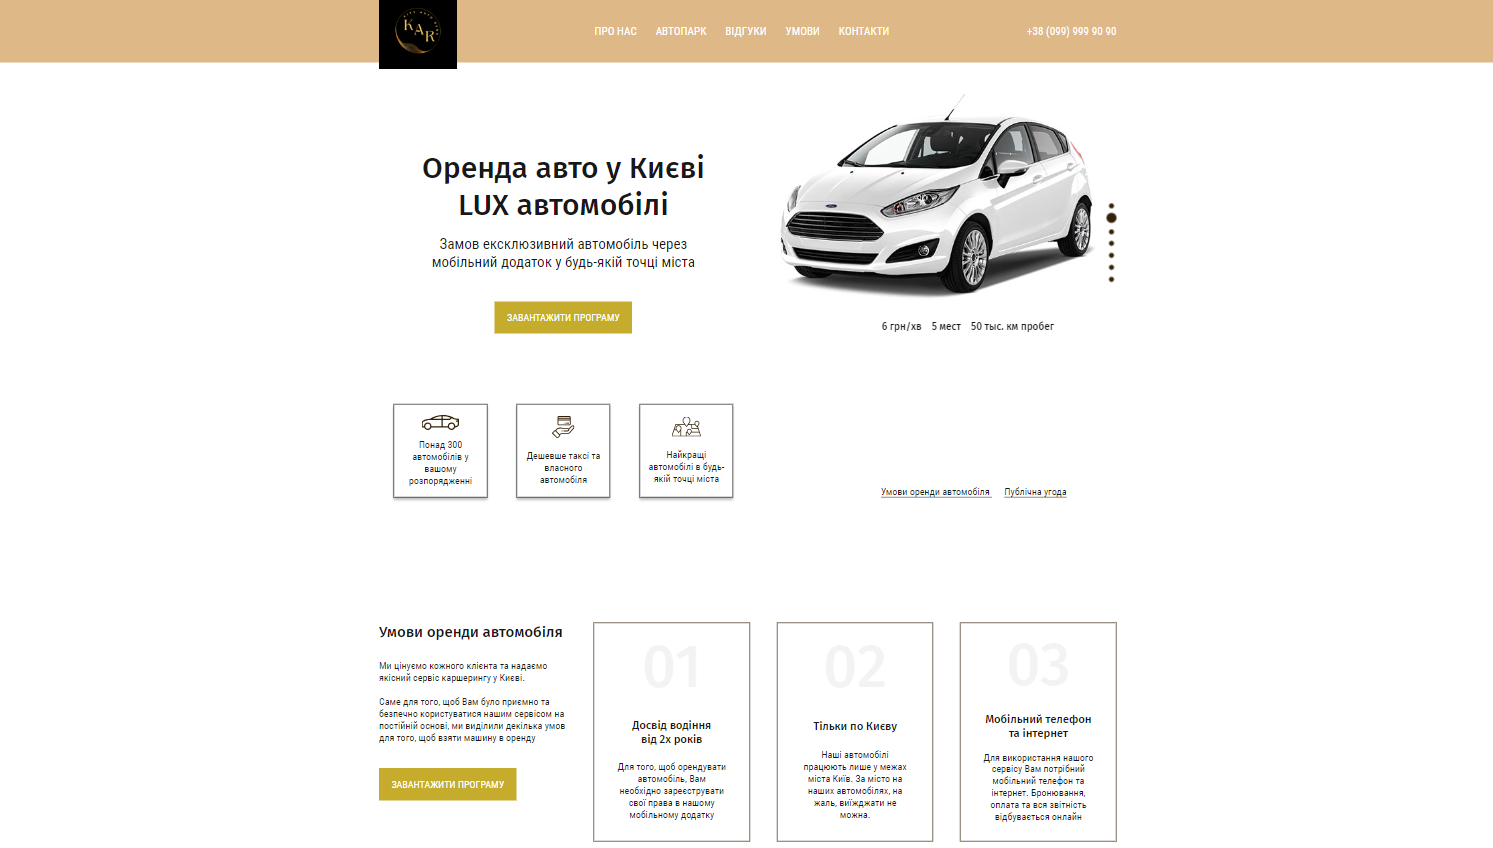 KAR
ПРО НАС АВТОПАРК ВІДГУКИ УМОВИ КОНТАКТИ
+38 (099) 999 90 90
Оренда авто у Києві
LUX автомобілі
Замов ексклюзивний автомобіль через
мобільний додаток у будь-якій точці міста
ЗАВАНТАЖИТИ ПРОГРАМУ
6 грн/хв 5 мест 50 тыс. км пробег
Понад 300
автомобілів у
вашому
розпорядженні
Дешевше таксі та
власного
автомобіля
Найкращі
автомобілі в будь-
якій точці міста
Умови оренди автомобіля Публічна угода
Умови оренди автомобіля
Ми цінуємо кожного клієнта та надаємо
якісний сервіс каршерингу у Києві.
Саме для того, щоб Вам було приємно та
безпечно користуватися нашим сервісом на
постійній основі, ми виділили декілька умов
для того, щоб взяти машину в оренду
ЗАВАНТАЖИТИ ПРОГРАМУ
01
Досвід водіння
від 2х років
Для того, щоб орендувати
автомобіль, Вам
необхідно зареєструвати
свої права в нашому
мобільному додатку
02
Тільки по Києву
Наші автомобілі
працюють лише у межах
міста Київ. За місто на
наших автомобілях, на
жаль, виїжджати не
можна.
03
Мобільний телефон
та інтернет
Для використання нашого
сервісу Вам потрібний
мобільний телефон та
інтернет. Бронювання,
оплата та вся звітність
відбувається онлайн